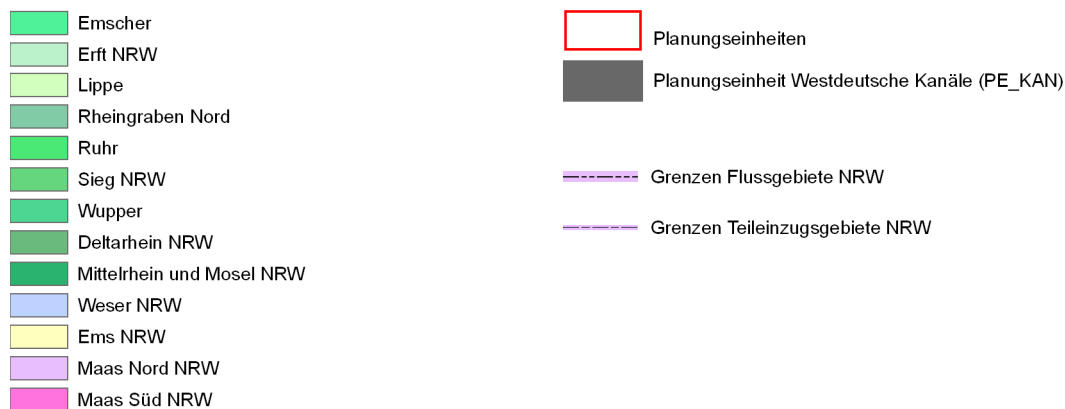 Emscher
Erft NRW
Lippe
Rheingraben Nord
Ruhr
Sieg NRW
Wupper
Deltarhein NRW
Mittelrhein und Mosel NRW
Weser NRW
Ems NRW
Maas Nord NRW
Maas Süd NRW
Planungseinheiten
Planungseinheit Westdeutsche Kanäle (PE_KAN)
Grenzen Flussgebiete NRW
Grenzen Teileinzugsgebiete NRW